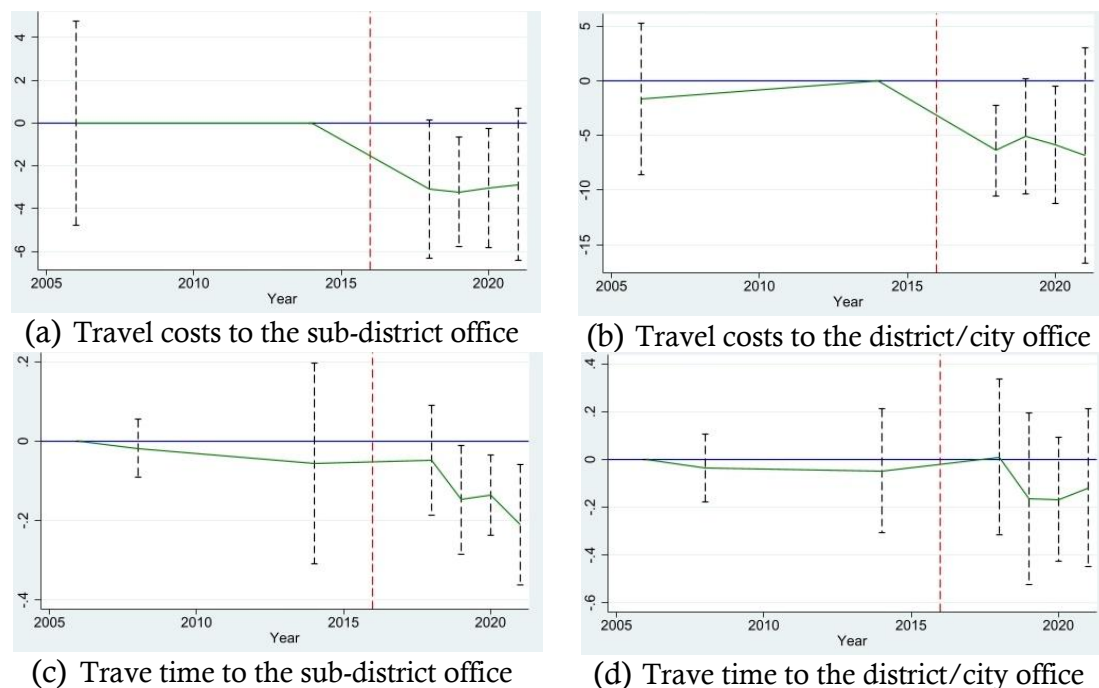 4
2
0
-2
-4
-6
2005 2010 2015 2020
Year
(a) Travel costs to the sub-district office
5
0
-5
-10
-15
2005 2010 2015 2020
Year
(b) Travel costs to the district/city office
.2
0
-.2
-.4
2005 2010 2015 2020
Year
(c) Trave time to the sub-district office
.4
.2
0
-.2
-.4
-.6
2005 2010 2015 2020
Year
(d) Trave time to the district/city office